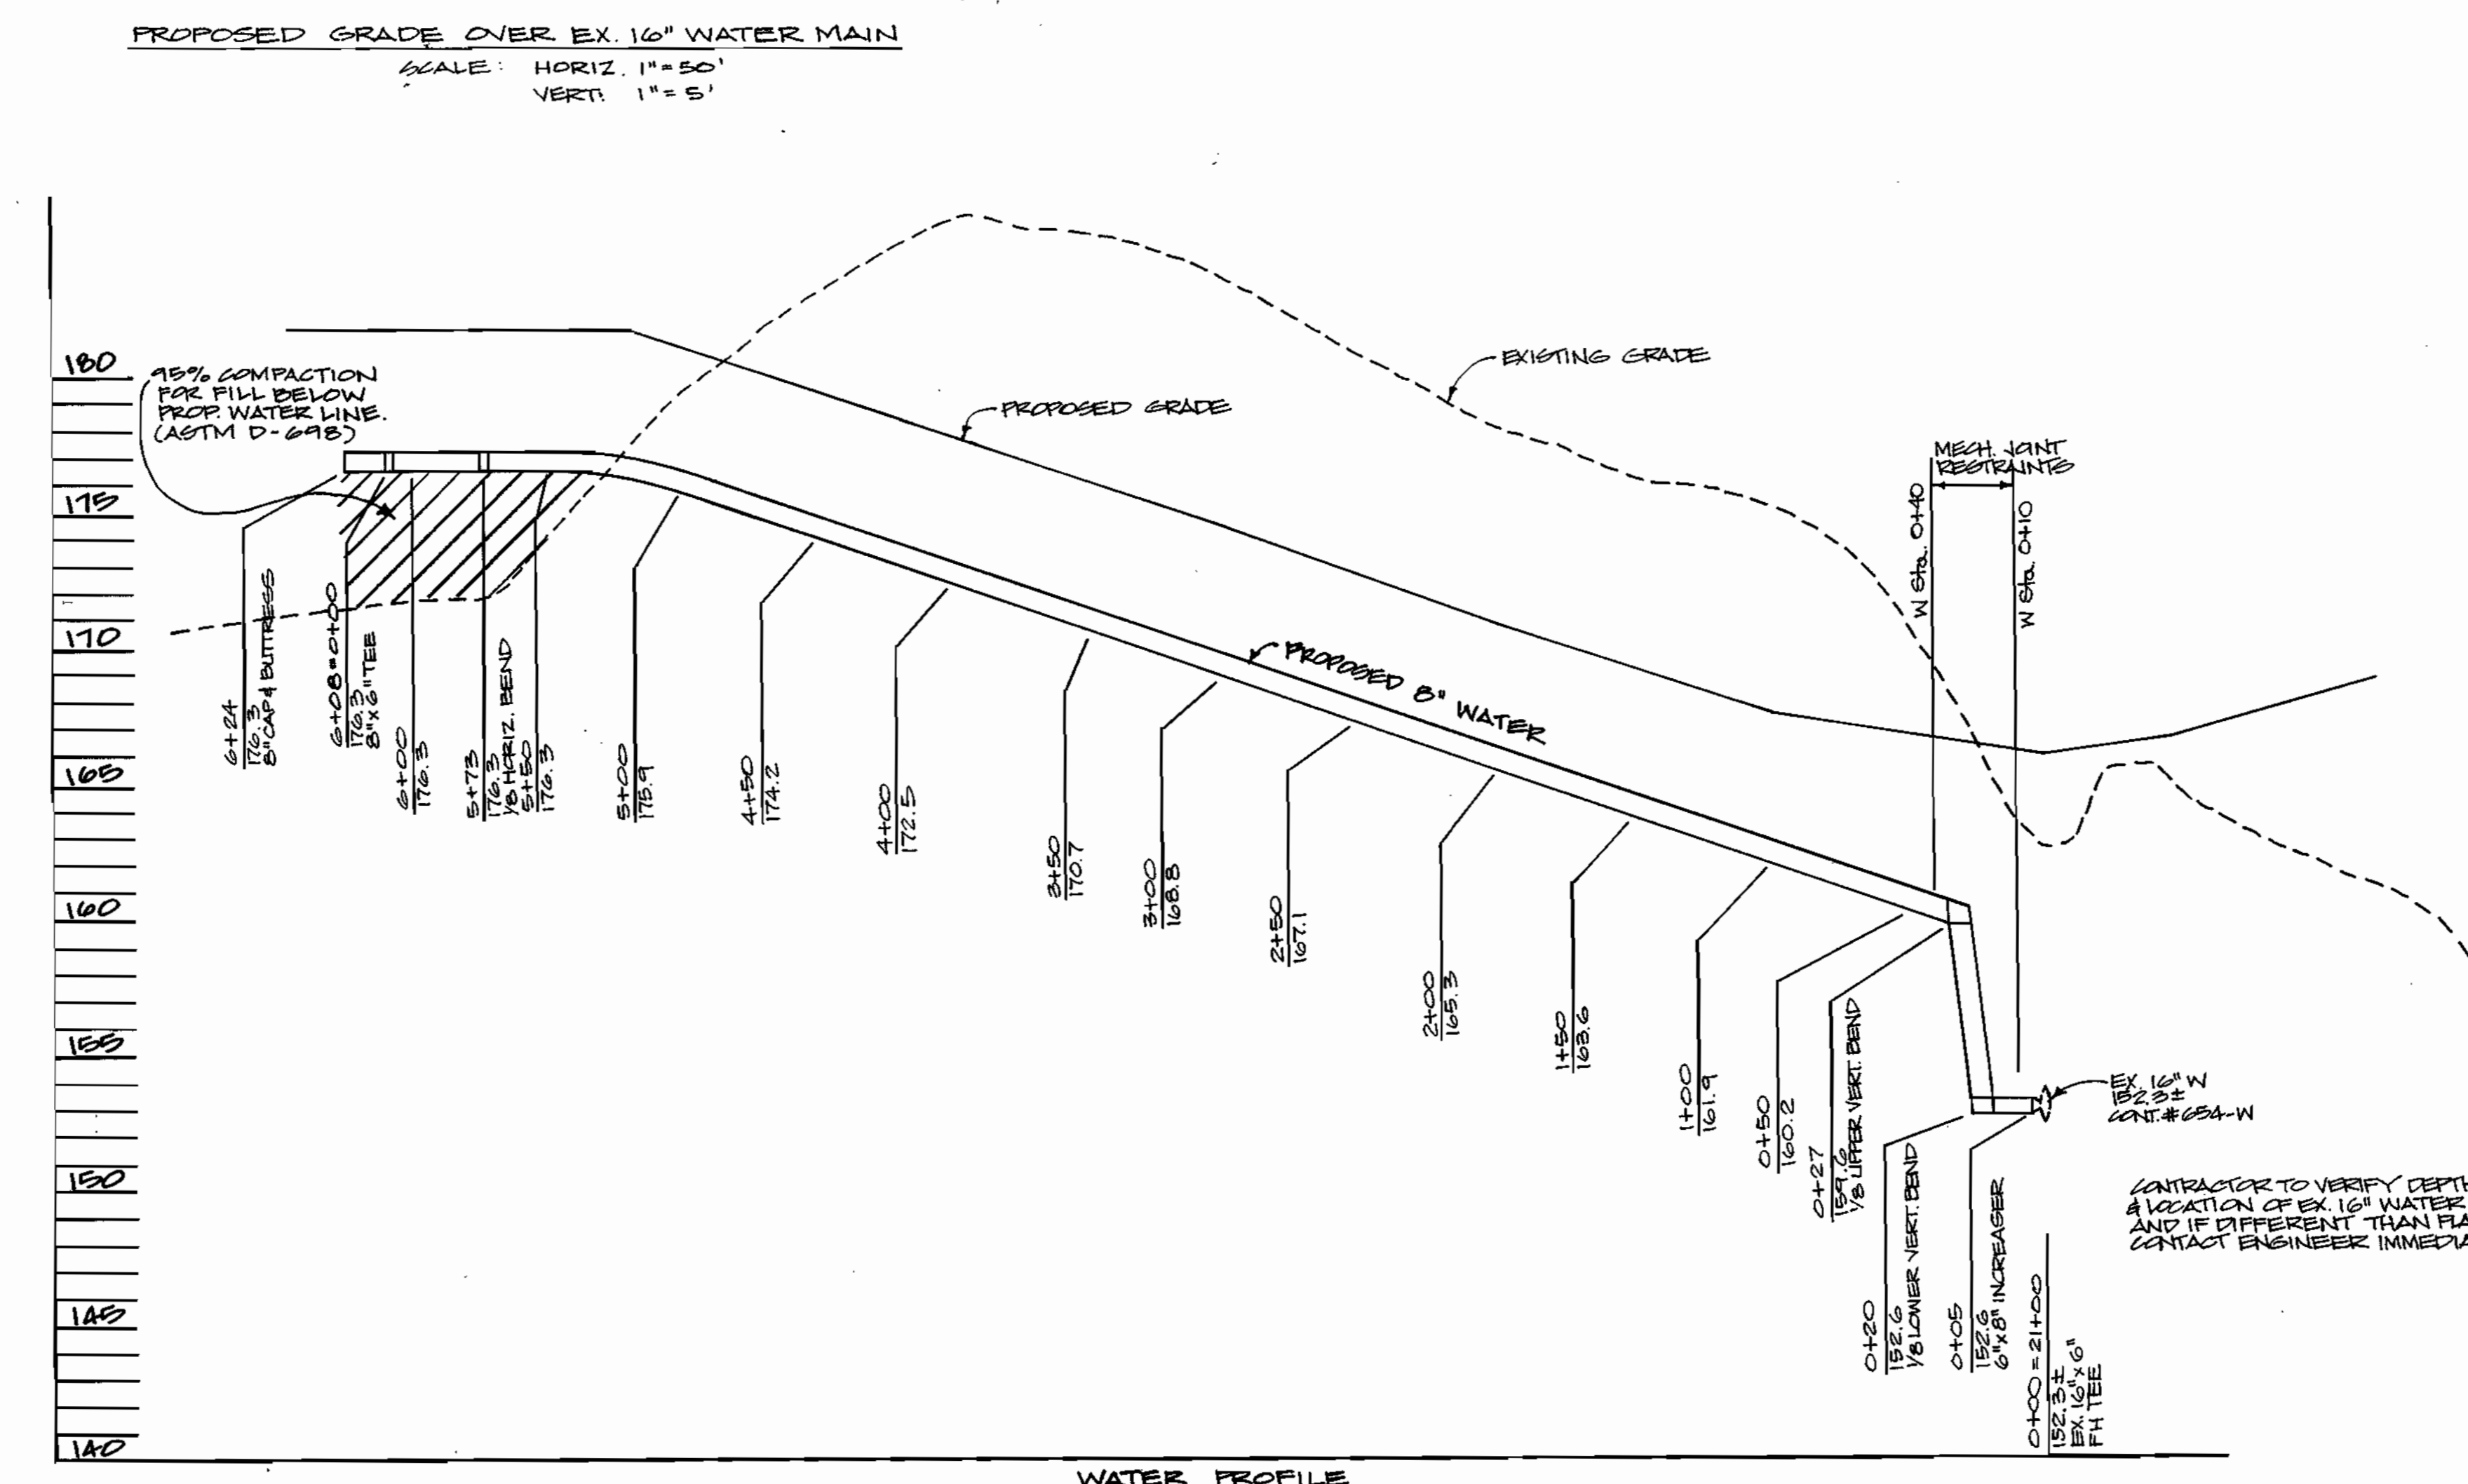 PROPOSED GRADE OVER EX. 16" WATER MAIN
SCALE: HORIZ. 1"=50'
VERT: 1"=5'
180
175
170
165
160
155
150
145
140
95% COMPACTION
FOR FILL BELOW
PROP. WATER LINE.
(ASTM D-698)
PROPOSED GRADE
EXISTING GRADE
MECH. JOINT
RESTRAINTS
W Sta. 0+40
W Sta. 0+10
PROPOSED 8" WATER
6+24
176.3
8" CAP & BUTTRESS
6+08=0+00
176.3
8"x6" TEE
6+00
176.3
5+73
176.3
1/8 HORIZ. BEND
5+50
176.3
5+00
175.9
4+50
174.2
4+00
172.5
3+50
170.7
3+00
168.8
2+50
167.1
2+00
165.3
1+50
163.6
1+00
161.9
0+50
160.2
0+27
159.6
1/8 UPPER VERT. BEND
0+20
152.6
1/8 LOWER VERT. BEND
0+05
152.6
6"x8" INCREASER
0+00=21+00
152.3±
EX. 16"x6"
FH TEE
EX. 16" W
152.3±
CONT.#654-W
CONTRACTOR TO VERIFY DEPTH
& LOCATION OF EX. 16" WATER
AND IF DIFFERENT THAN PLA
CONTACT ENGINEER IMMEDIA
WATER PROFILE